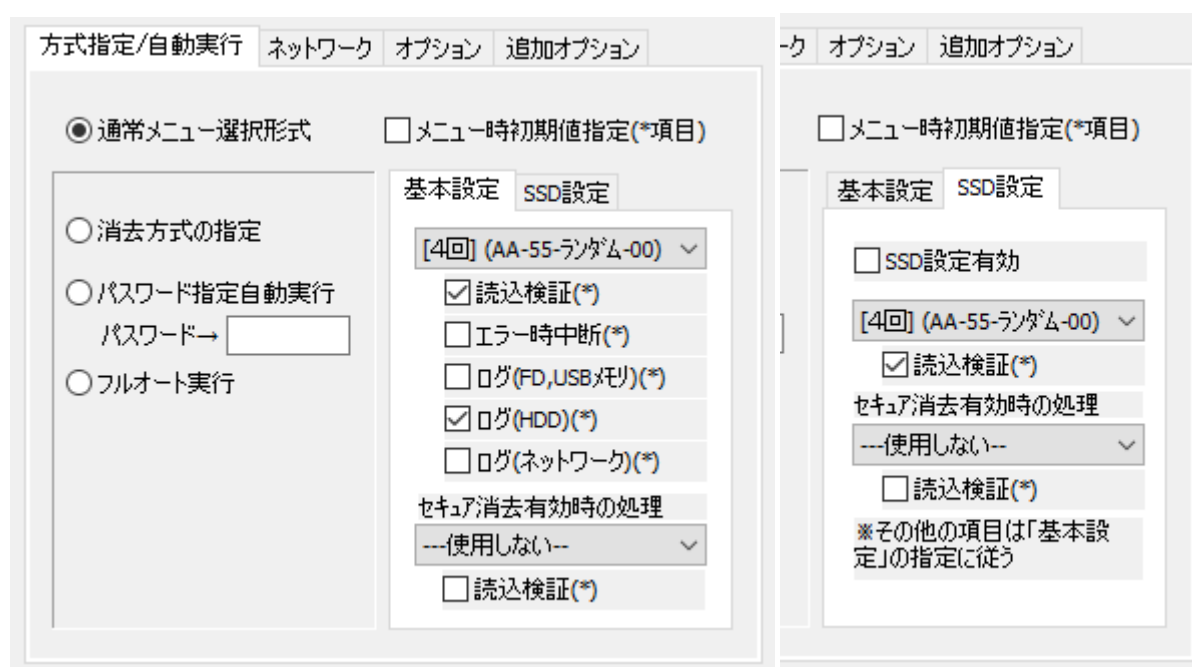 方式指定/自動実行 ネットワーク オプション 追加オプション
通常メニュー選択形式 メニュー時初期値指定(*項目)
基本設定 SSD設定
消去方式の指定
[4回] (AA-55-ランダム-00)
読込検証(*)
パスワード指定自動実行
エラー時中断(*)
パスワード→
ログ(FD,USBメモリ)(*)
フルオート実行
ログ(HDD)(*)
ログ(ネットワーク)(*)
セキュア消去有効時の処理
---使用しない--
読込検証(*)
ーク オプション 追加オプション
メニュー時初期値指定(*項目)
基本設定 SSD設定
SSD設定有効
[4回] (AA-55-ランダム-00)
読込検証(*)
セキュア消去有効時の処理
---使用しない--
読込検証(*)
※その他の項目は「基本設
定」の指定に従う